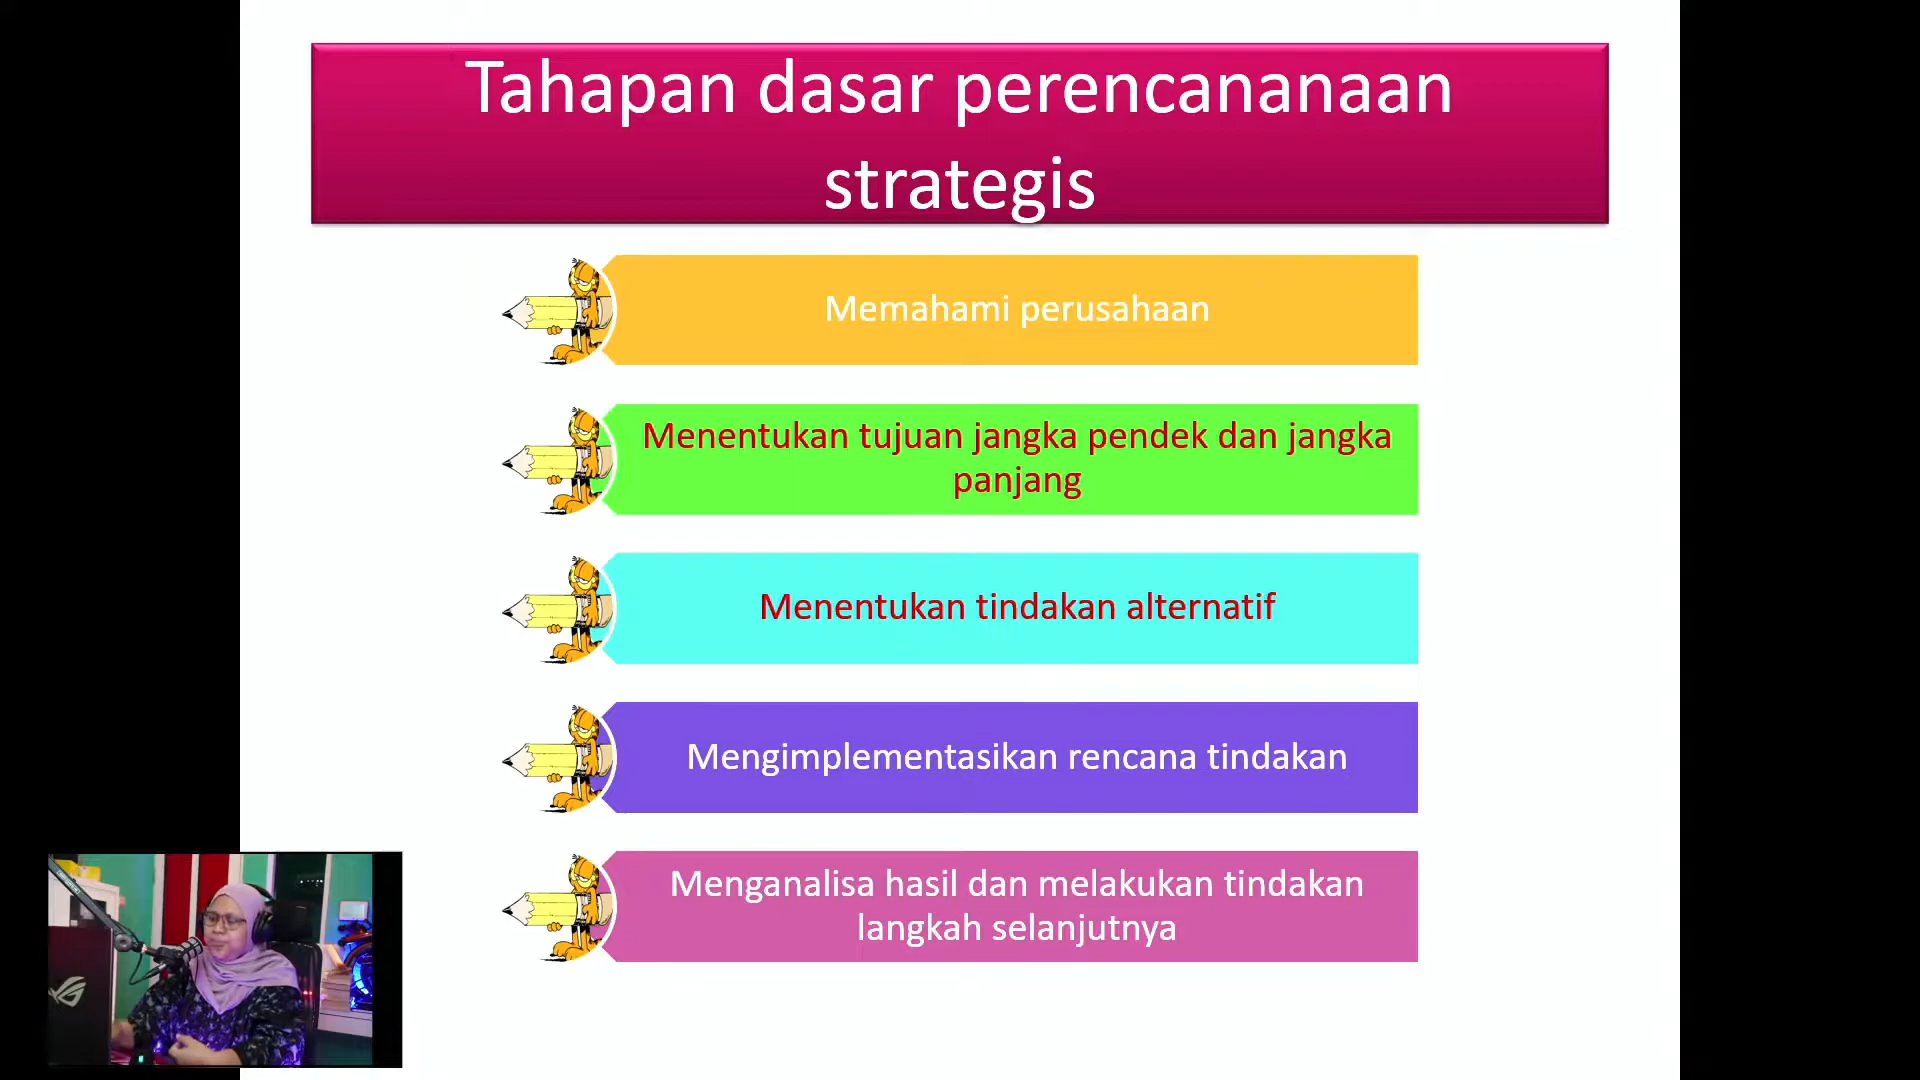 Tahapan dasar perencananaan
strategis
Memahami perusahaan
Menentukan tujuan jangka pendek dan jangka
panjang
Menentukan tindakan alternatif
Mengimplementasikan rencana tindakan
Menganalisa hasil dan melakukan tindakan
langkah selanjutnya